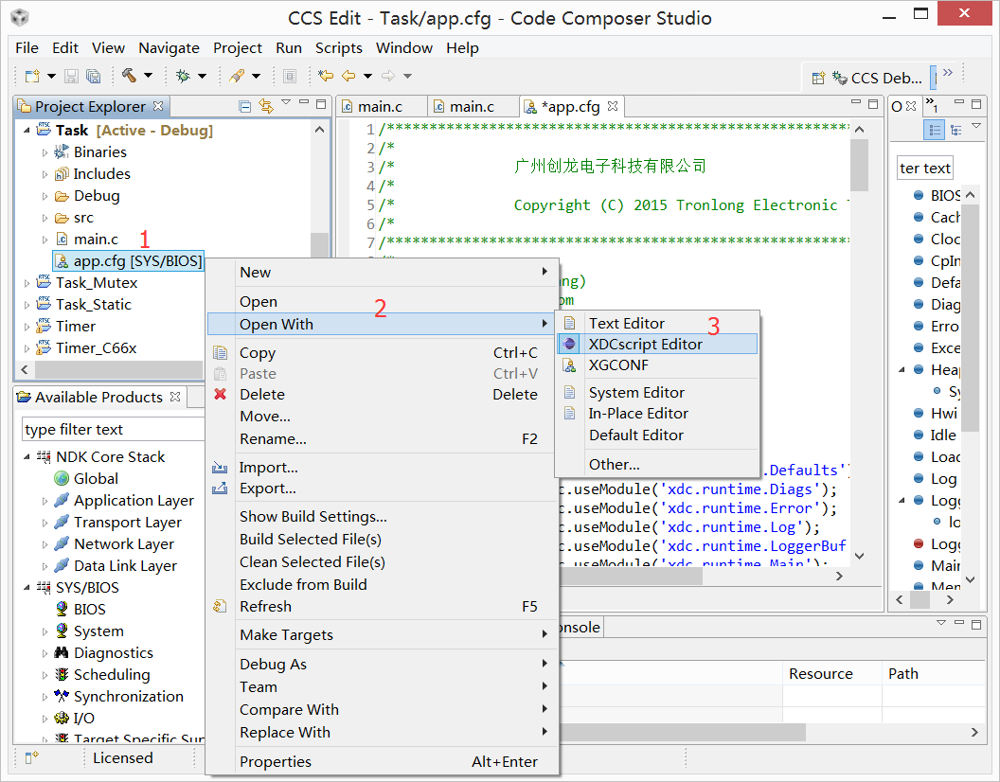 CCS Edit - Task/app.cfg - Code Composer Studio
File Edit View Navigate Project Run Scripts Window Help
CCS Deb...
Project Explorer
Task [Active - Debug]
Binaries
Includes
Debug
src
main.c
1
app.cfg [SYS/BIOS]
Task_Mutex
Task_Static
Timer
Timer_C66x
Available Products
type filter text
NDK Core Stack
Global
Application Layer
Transport Layer
Network Layer
Data Link Layer
SYS/BIOS
BIOS
System
Diagnostics
Scheduling
Synchronization
I/O
Target Specific Sup
Licensed
main.c
main.c
*app.cfg
1 /****************************************************
2 /*
3 /* 广州创龙电子科技有限公司
4 /*
5 /* Copyright (C) 2015 Tronlong Electronic T
6 /*
7 /****************************************************
ng)
om
.Defaults')
c.useModule('xdc.runtime.Diags');
c.useModule('xdc.runtime.Error');
c.useModule('xdc.runtime.Log');
c.useModule('xdc.runtime.LoggerBuf
c.useModule('xdc.runtime.Main');
New
Open
2
Open With
Copy Ctrl+C
Paste Ctrl+V
Delete Delete
Move...
Rename... F2
Import...
Export...
Show Build Settings...
Build Selected File(s)
Clean Selected File(s)
Exclude from Build
Refresh F5
Make Targets
Debug As
Team
Compare With
Replace With
Properties Alt+Enter
Text Editor
3
XDCscript Editor
XGCONF
System Editor
In-Place Editor
Default Editor
Other...
onsole
Resource Path
O
»1
ter text
BIOS
Cach
Cloc
CpIn
Defa
Diag
Erro
Exce
Heap
Sy
Hwi
Idle
Load
Log
Logg
lo
Logg
Main
Mem